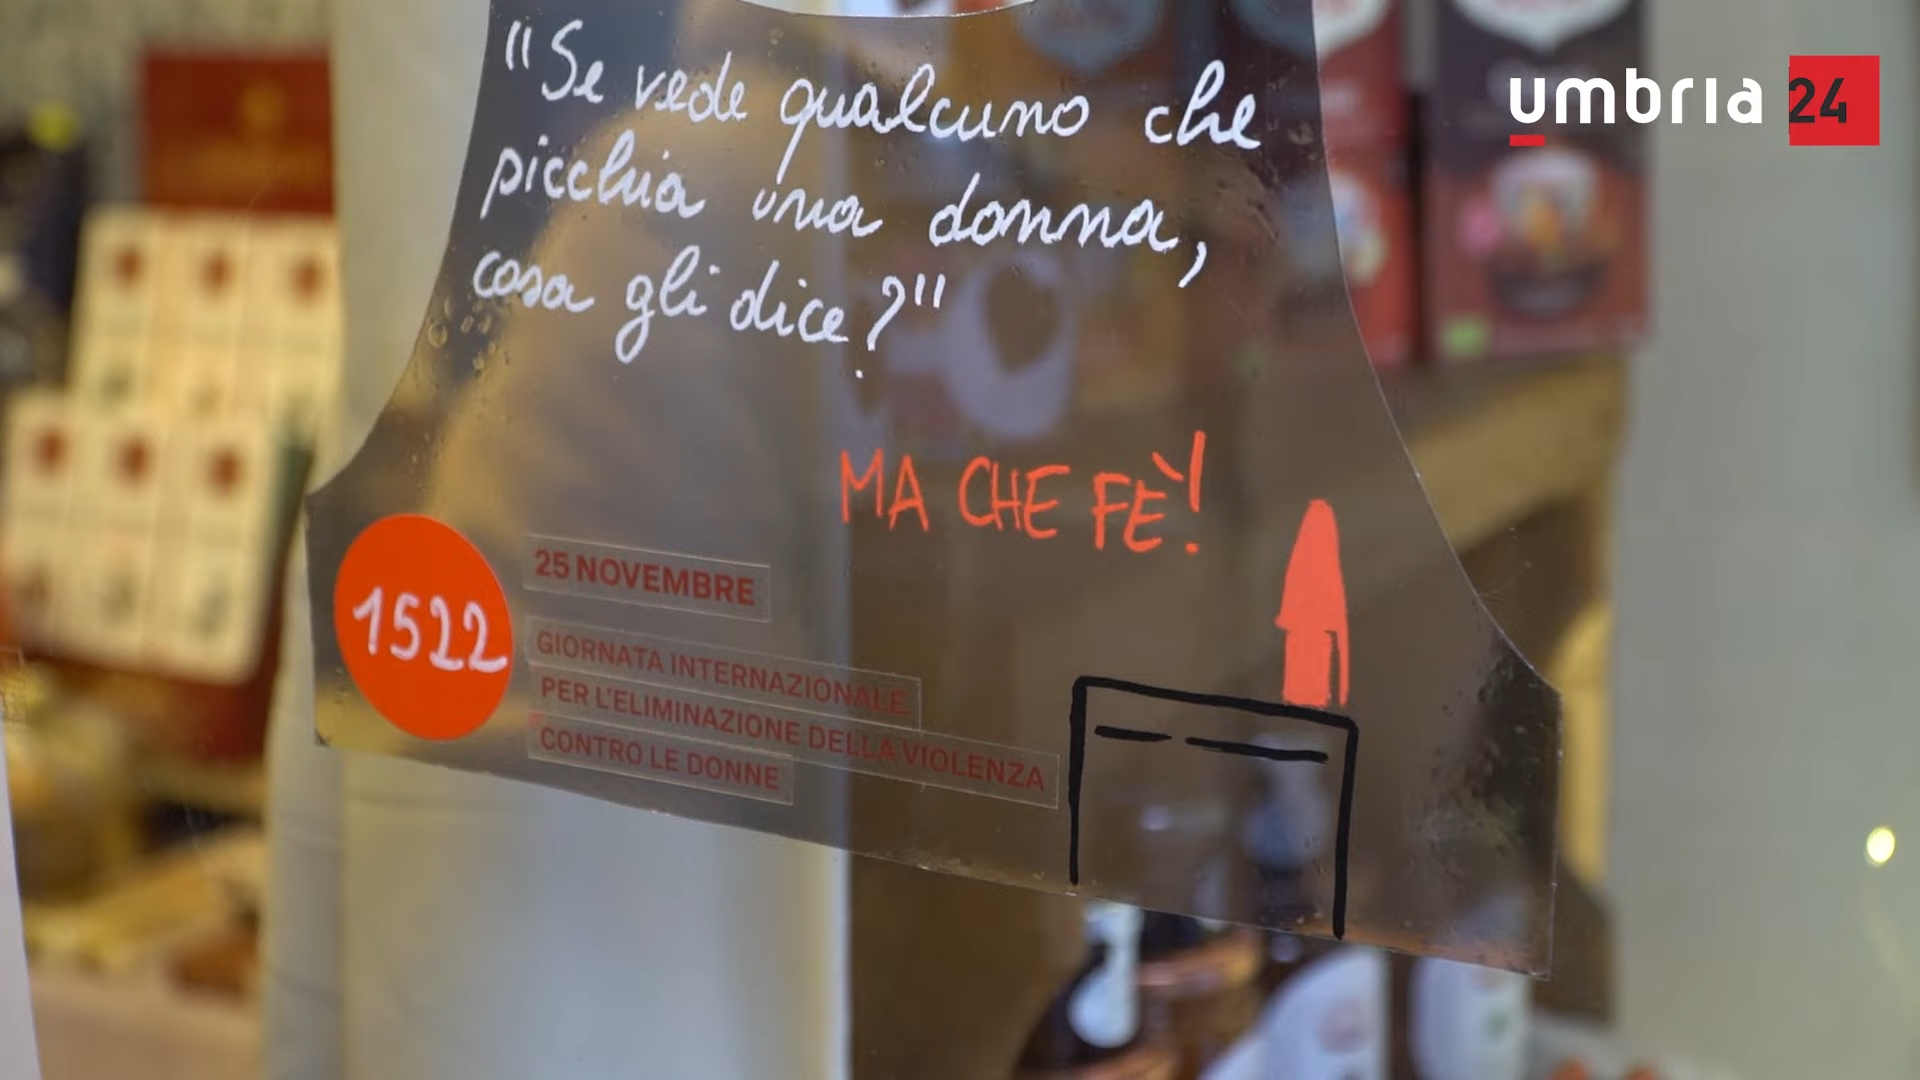 "Se vede qualcuno che
picchia una donna,
cosa gli dice?"
MA CHE FÈ!
1522
25 NOVEMBRE
GIORNATA INTERNAZIONALE
PER L'ELIMINAZIONE DELLA VIOLENZA
CONTRO LE DONNE
umbria 24